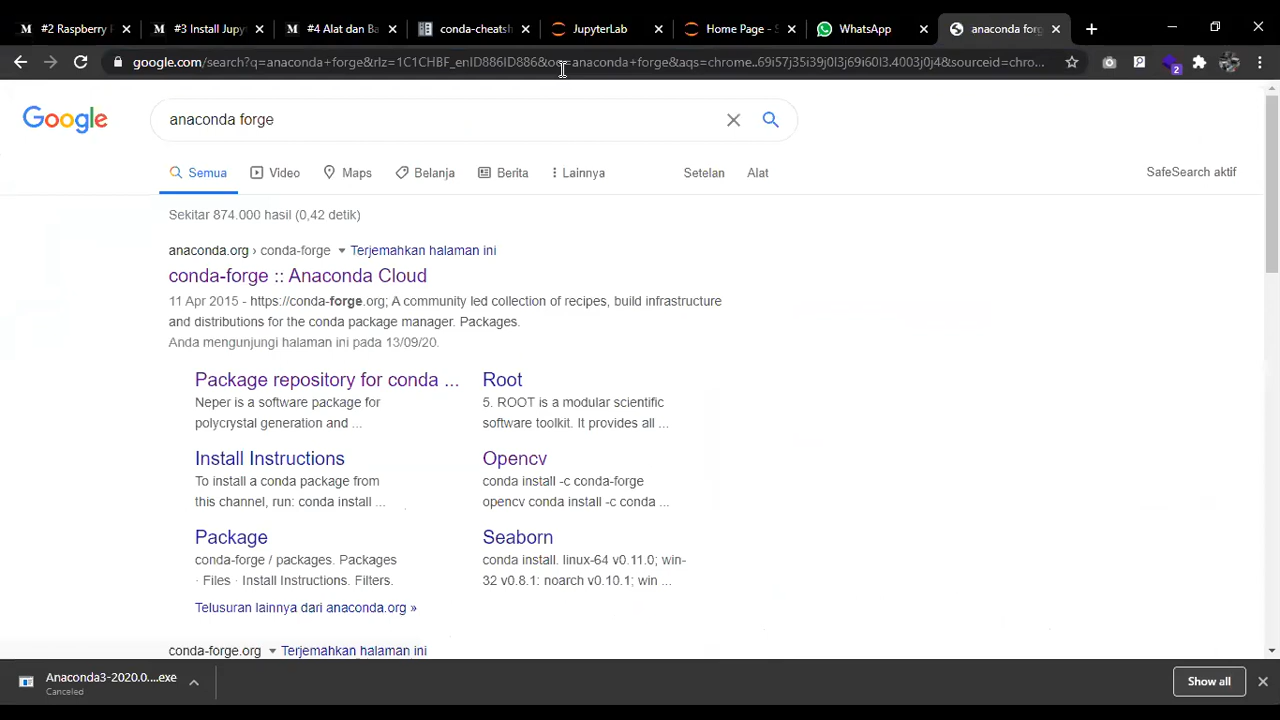 #2 Raspberry
#3 Install Jupy
#4 Alat dan Ba
conda-cheatsh
JupyterLab
Home Page - S
WhatsApp
anaconda forg
google.com/search?q=anaconda+forge&rlz=1C1CHBF_enID886ID886&oq=anaconda+forge&aqs=chrome..69i57j35i39j0l3j69i60l3.4003j0j4&sourceid=chro...
2
Google
anaconda forge
Semua
Video
Maps
Belanja
Berita
Lainnya
Setelan
Alat
SafeSearch aktif
Sekitar 874.000 hasil (0,42 detik)
anaconda.org › conda-forge Terjemahkan halaman ini
conda-forge :: Anaconda Cloud
11 Apr 2015 - https://conda-forge.org; A community led collection of recipes, build infrastructure
and distributions for the conda package manager. Packages.
Anda mengunjungi halaman ini pada 13/09/20.
Package repository for conda ...
Neper is a software package for
polycrystal generation and ...
Root
5. ROOT is a modular scientific
software toolkit. It provides all ...
Install Instructions
To install a conda package from
this channel, run: conda install ...
Opencv
conda install -c conda-forge
opencv conda install -c conda ...
Package
conda-forge / packages. Packages
· Files · Install Instructions. Filters.
Seaborn
conda install. linux-64 v0.11.0; win-
32 v0.8.1: noarch v0.10.1; win ...
Telusuran lainnya dari anaconda.org »
conda-forge.org Terjemahkan halaman ini
Anaconda3-2020.0....exe
Canceled
Show all